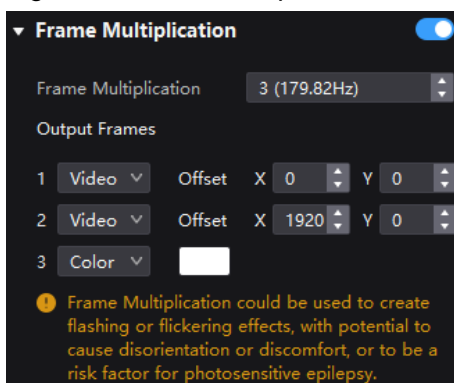 Frame Multiplication
Frame Multiplication 3 (179.82Hz)
Output Frames
1 Video Offset X 0 Y 0
2 Video Offset X 1920 Y 0
3 Color
Frame Multiplication could be used to create
flashing or flickering effects, with potential to
cause disorientation or discomfort, or to be a
risk factor for photosensitive epilepsy.